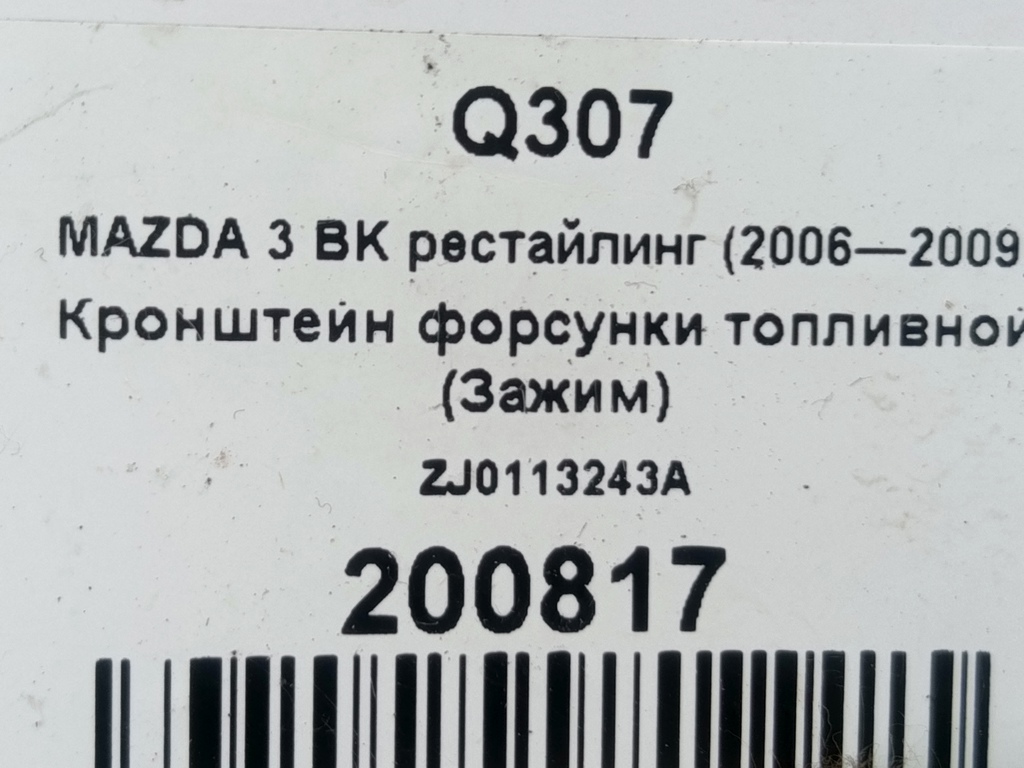 Q307
MAZDA 3 BK рестайлинг (2006—2009
Кронштейн форсунки топливной
(Зажим)
ZJ0113243A
200817